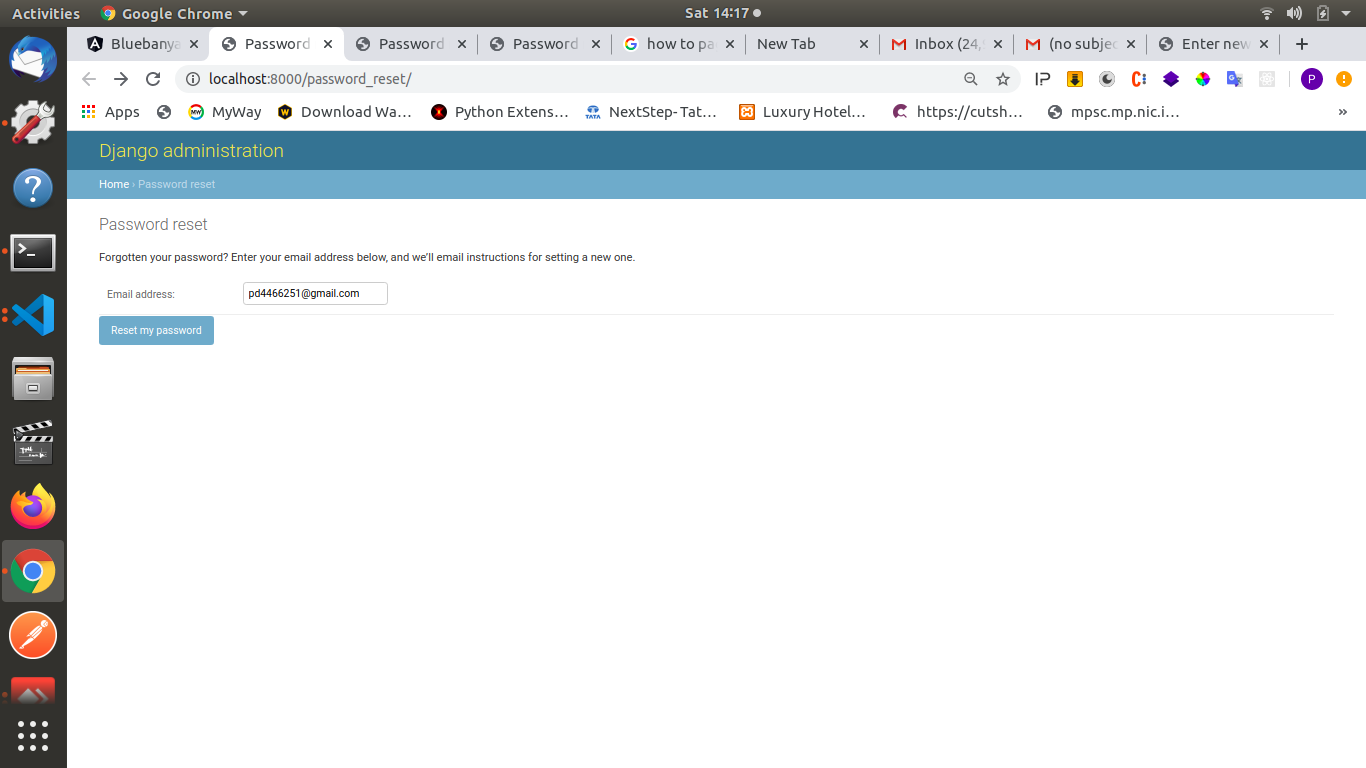 Activities Google Chrome Sat 14:17
Bluebanya Password Password Password how to pa New Tab Inbox (24, (no subjec Enter new
localhost:8000/password_reset/ P
Apps MyWay Download Wa... Python Extens... NextStep- Tat... Luxury Hotel... https://cutsh... mpsc.mp.nic.i... »
Django administration
Home › Password reset
Password reset
Forgotten your password? Enter your email address below, and we'll email instructions for setting a new one.
Email address: pd4466251@gmail.com
Reset my password